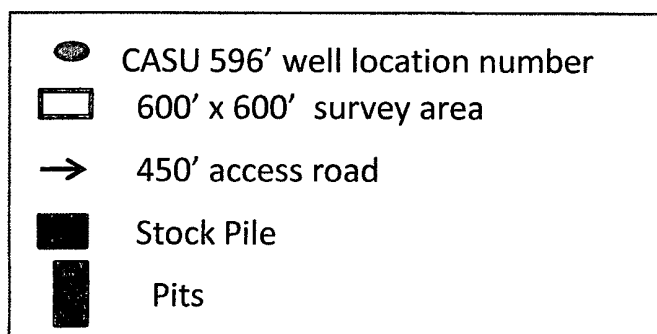 CASU 596’ well location number
600’ x 600’ survey area
450’ access road
Stock Pile
Pits